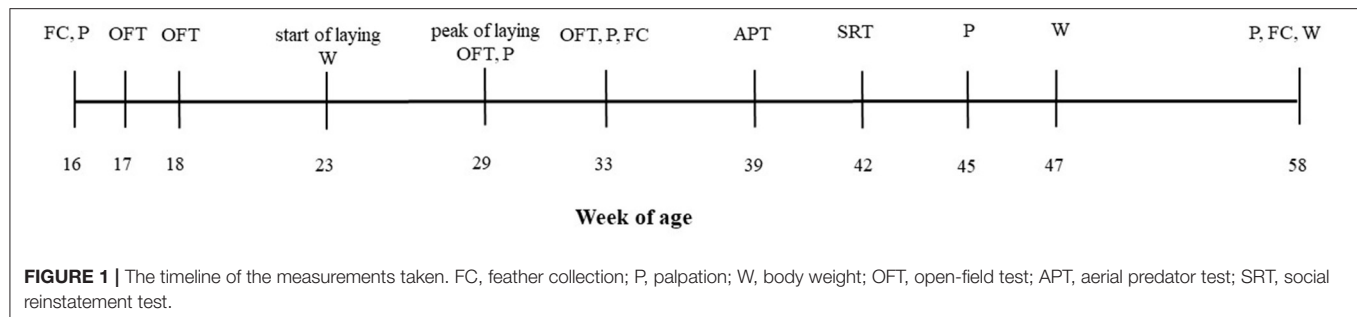 FC, P OFT OFT start of laying peak of laying OFT, P, FC APT SRT P W P, FC, W
W OFT, P
16 17 18 23 29 33 39 42 45 47 58
Week of age
FIGURE 1 | The timeline of the measurements taken. FC, feather collection; P, palpation; W, body weight; OFT, open-field test; APT, aerial predator test; SRT, social
reinstatement test.